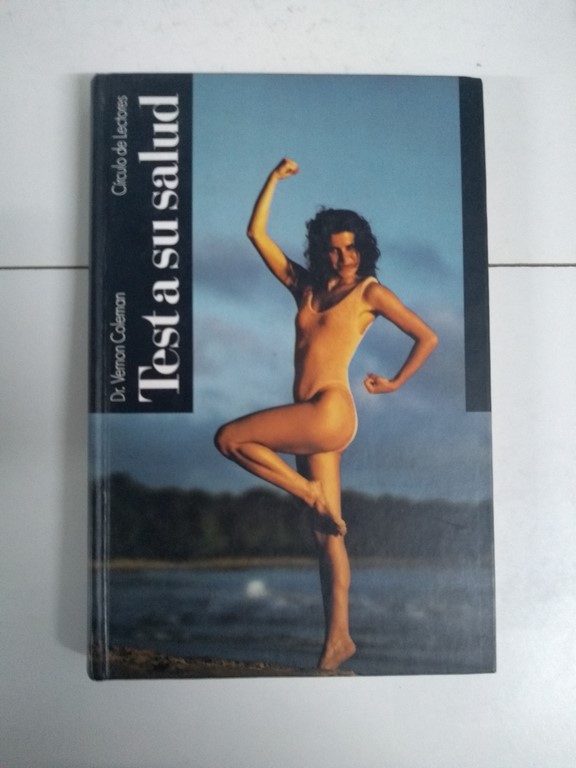 Dr. Vernon Coleman
Círculo de Lectores
Test a su salud